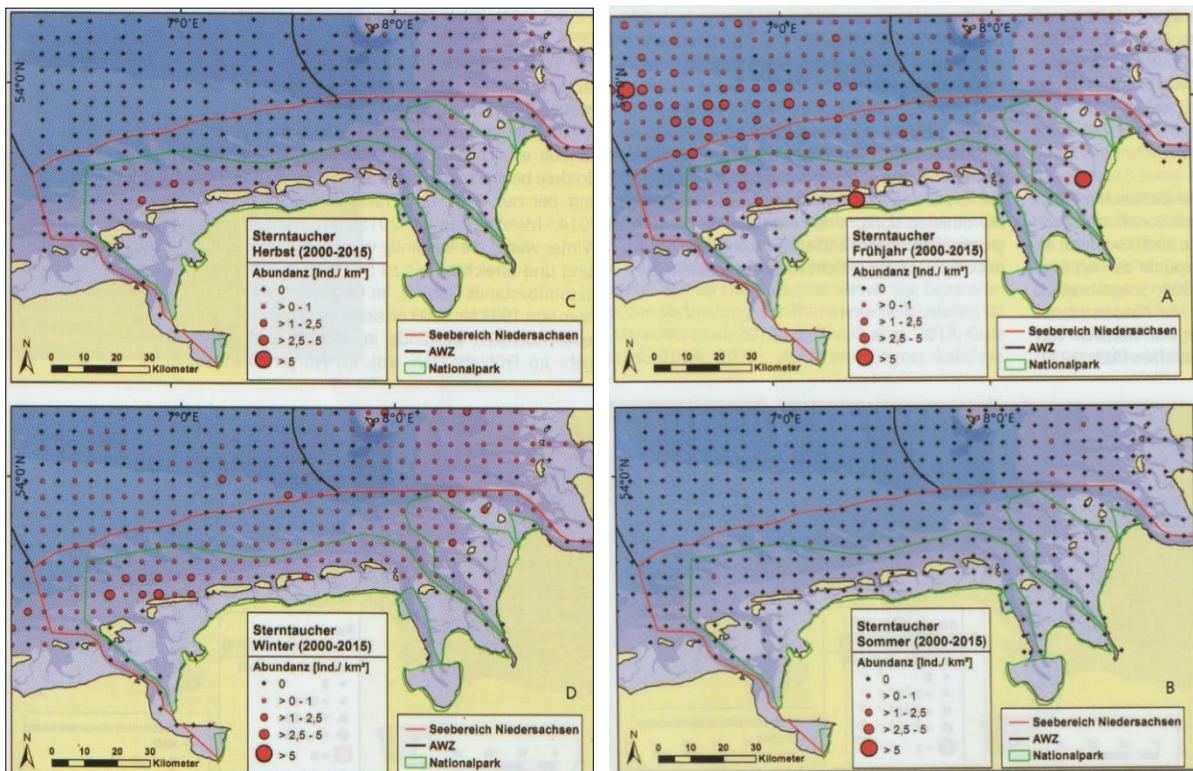 7°0'E 8°0'E
54°0'N
Sterntaucher
Herbst (2000-2015)
Abundanz [Ind./ km²]
0
> 0 - 1
> 1 - 2,5
> 2,5 - 5
> 5
N
0 10 20 30
Kilometer
C
Seebereich Niedersachsen
AWZ
Nationalpark
7°0'E 8°0'E
54°0'N
Sterntaucher
Frühjahr (2000-2015)
Abundanz [Ind./ km²]
0
> 0 - 1
> 1 - 2,5
> 2,5 - 5
> 5
N
0 10 20 30
Kilometer
A
Seebereich Niedersachsen
AWZ
Nationalpark
7°0'E 8°0'E
54°0'N
Sterntaucher
Winter (2000-2015)
Abundanz [Ind./ km²]
0
> 0 - 1
> 1 - 2,5
> 2,5 - 5
> 5
N
0 10 20 30
Kilometer
D
Seebereich Niedersachsen
AWZ
Nationalpark
7°0'E 8°0'E
54°0'N
Sterntaucher
Sommer (2000-2015)
Abundanz [Ind./ km²]
0
> 0 - 1
> 1 - 2,5
> 2,5 - 5
> 5
N
0 10 20 30
Kilometer
B
Seebereich Niedersachsen
AWZ
Nationalpark